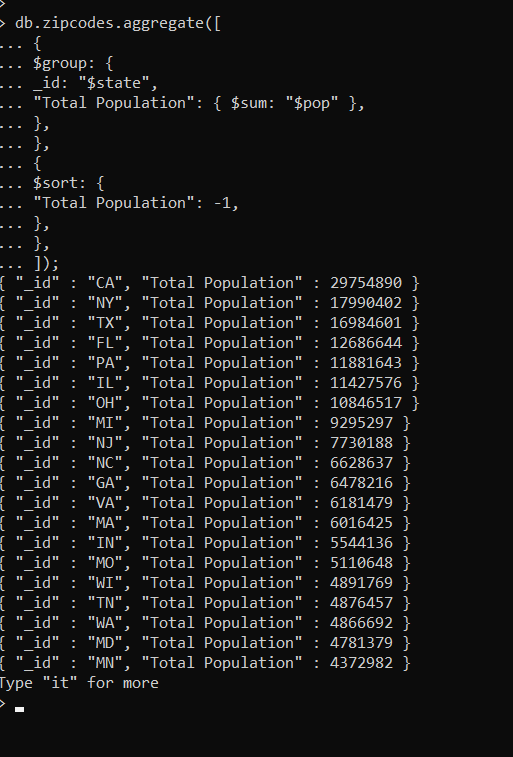 >
> db.zipcodes.aggregate([
... {
... $group: {
... _id: "$state",
... "Total Population": { $sum: "$pop" },
... },
... },
... {
... $sort: {
... "Total Population": -1,
... },
... },
... ]);
{ "_id" : "CA", "Total Population" : 29754890 }
{ "_id" : "NY", "Total Population" : 17990402 }
{ "_id" : "TX", "Total Population" : 16984601 }
{ "_id" : "FL", "Total Population" : 12686644 }
{ "_id" : "PA", "Total Population" : 11881643 }
{ "_id" : "IL", "Total Population" : 11427576 }
{ "_id" : "OH", "Total Population" : 10846517 }
{ "_id" : "MI", "Total Population" : 9295297 }
{ "_id" : "NJ", "Total Population" : 7730188 }
{ "_id" : "NC", "Total Population" : 6628637 }
{ "_id" : "GA", "Total Population" : 6478216 }
{ "_id" : "VA", "Total Population" : 6181479 }
{ "_id" : "MA", "Total Population" : 6016425 }
{ "_id" : "IN", "Total Population" : 5544136 }
{ "_id" : "MO", "Total Population" : 5110648 }
{ "_id" : "WI", "Total Population" : 4891769 }
{ "_id" : "TN", "Total Population" : 4876457 }
{ "_id" : "WA", "Total Population" : 4866692 }
{ "_id" : "MD", "Total Population" : 4781379 }
{ "_id" : "MN", "Total Population" : 4372982 }
Type "it" for more
>